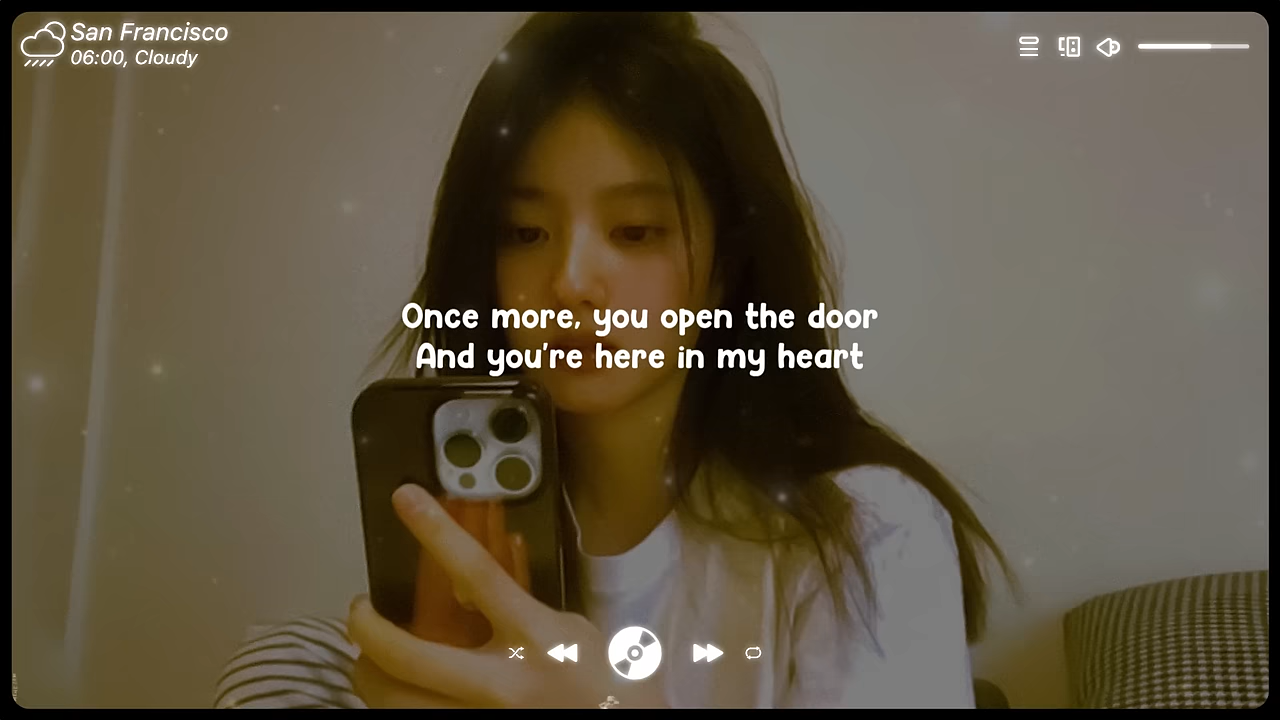 San Francisco
06:00, Cloudy
Once more, you open the door
And you're here in my heart